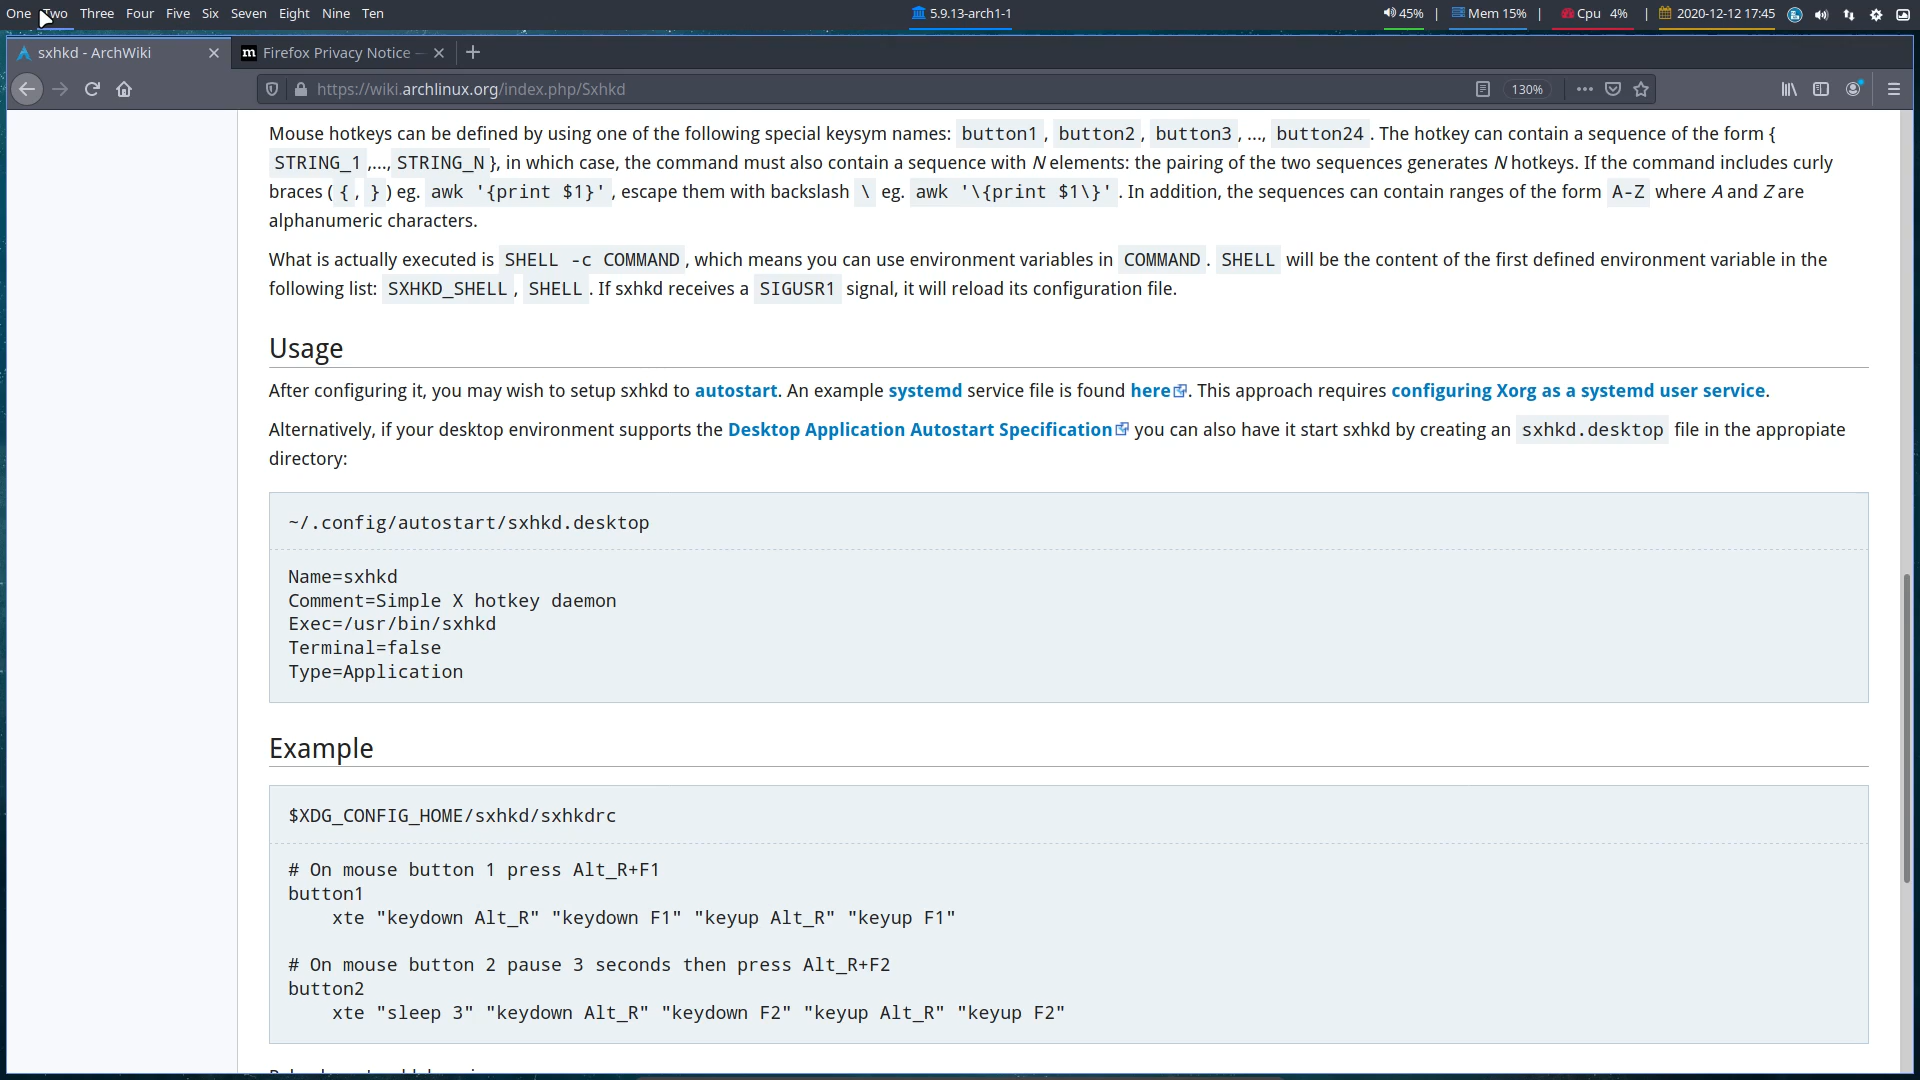 One Two Three Four Five Six Seven Eight Nine Ten 5.9.13-arch1-1 45% | Mem 15% | Cpu 4% | 2020-12-12 17:45
sxhkd - ArchWiki Firefox Privacy Notice —
https://wiki.archlinux.org/index.php/Sxhkd 130%
Mouse hotkeys can be defined by using one of the following special keysym names: button1, button2, button3, ..., button24. The hotkey can contain a sequence of the form {
STRING_1,...,STRING_N}, in which case, the command must also contain a sequence with N elements: the pairing of the two sequences generates N hotkeys. If the command includes curly
braces ({, }) eg. awk '{print $1}', escape them with backslash \ eg. awk '\{print $1\}'. In addition, the sequences can contain ranges of the form A-Z where A and Z are
alphanumeric characters.
What is actually executed is SHELL -c COMMAND, which means you can use environment variables in COMMAND. SHELL will be the content of the first defined environment variable in the
following list: SXHKD_SHELL, SHELL. If sxhkd receives a SIGUSR1 signal, it will reload its configuration file.
Usage
After configuring it, you may wish to setup sxhkd to autostart. An example systemd service file is found here. This approach requires configuring Xorg as a systemd user service.
Alternatively, if your desktop environment supports the Desktop Application Autostart Specification you can also have it start sxhkd by creating an sxhkd.desktop file in the appropiate
directory:
~/.config/autostart/sxhkd.desktop
Name=sxhkd
Comment=Simple X hotkey daemon
Exec=/usr/bin/sxhkd
Terminal=false
Type=Application
Example
$XDG_CONFIG_HOME/sxhkd/sxhkdrc
# On mouse button 1 press Alt_R+F1
button1
    xte "keydown Alt_R" "keydown F1" "keyup Alt_R" "keyup F1"
# On mouse button 2 pause 3 seconds then press Alt_R+F2
button2
    xte "sleep 3" "keydown Alt_R" "keydown F2" "keyup Alt_R" "keyup F2"